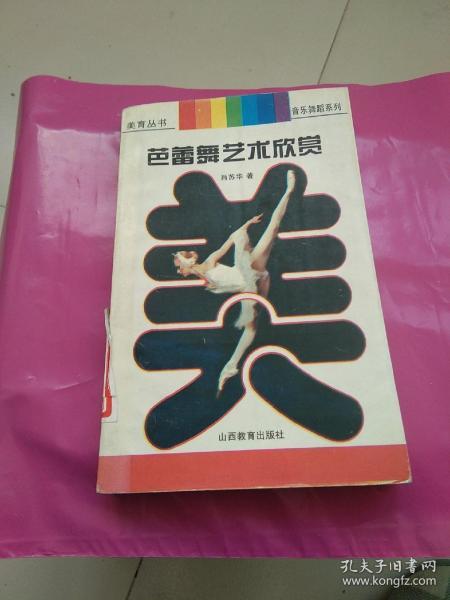 美育丛书
音乐舞蹈系列
芭蕾舞艺术欣赏
肖苏华 著
美
山西教育出版社
孔夫子旧书网
www.kongfz.com